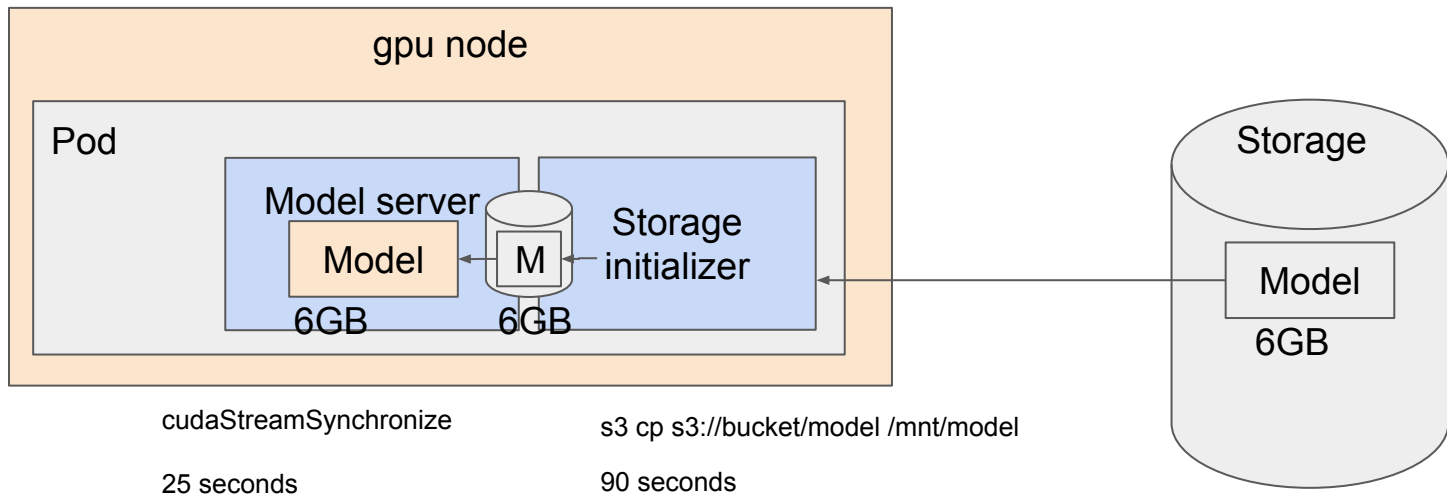 gpu node
Pod
Storage
Model server
Storage
initializer
Model
M
Model
6GB
6GB
6GB
cudaStreamSynchronize
s3 cp s3://bucket/model /mnt/model
25 seconds
90 seconds